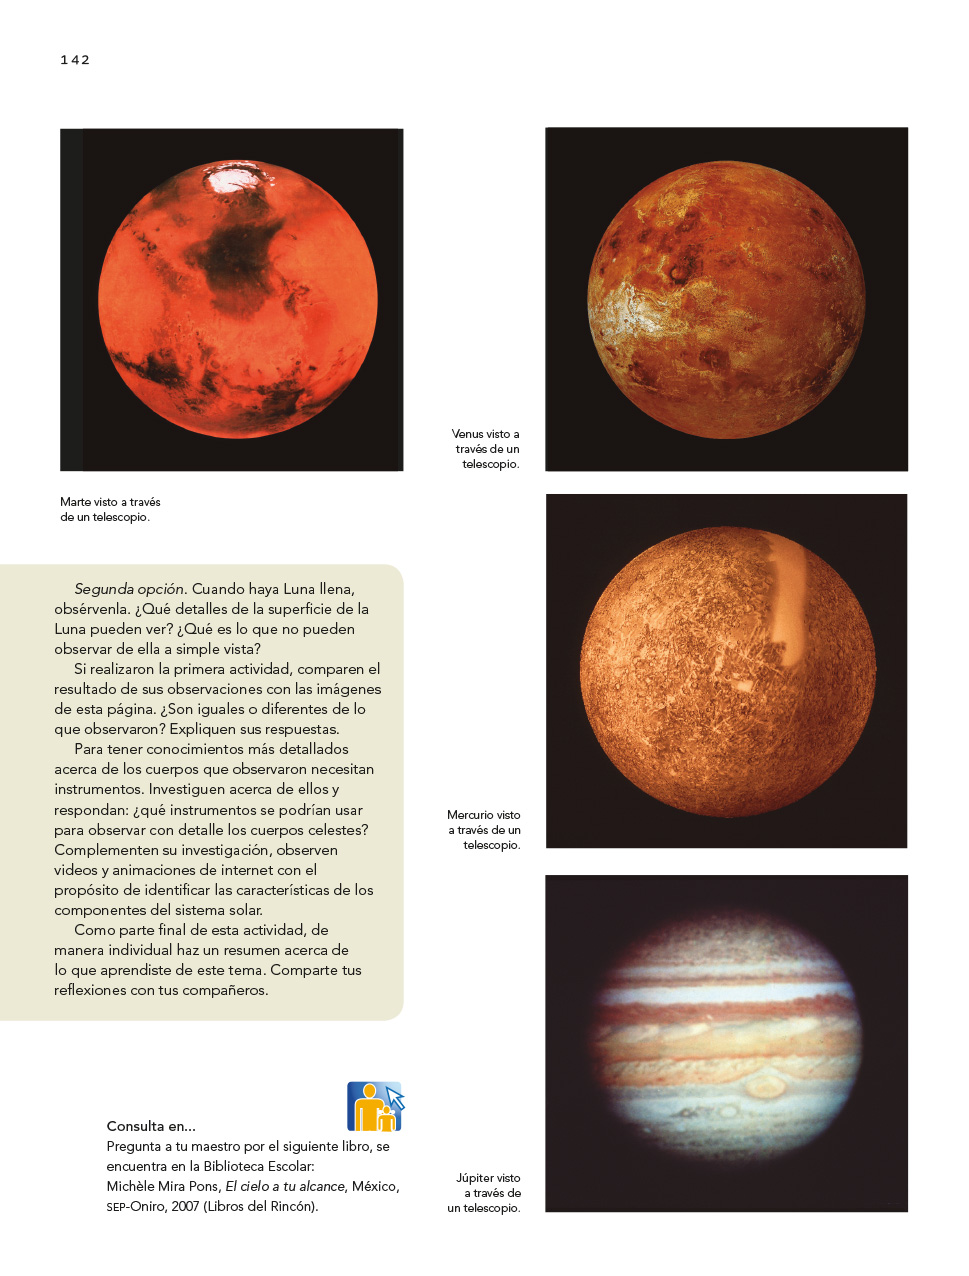 142
Venus visto a
través de un
telescopio.
Marte visto a través
de un telescopio.
Segunda opción. Cuando haya Luna llena,
obsérvenla. ¿Qué detalles de la superficie de la
Luna pueden ver? ¿Qué es lo que no pueden
observar de ella a simple vista?
Si realizaron la primera actividad, comparen el
resultado de sus observaciones con las imágenes
de esta página. ¿Son iguales o diferentes de lo
que observaron? Expliquen sus respuestas.
Para tener conocimientos más detallados
acerca de los cuerpos que observaron necesitan
instrumentos. Investiguen acerca de ellos y
respondan: ¿qué instrumentos se podrían usar
para observar con detalle los cuerpos celestes?
Complementen su investigación, observen
videos y animaciones de internet con el
propósito de identificar las características de los
componentes del sistema solar.
Como parte final de esta actividad, de
manera individual haz un resumen acerca de
lo que aprendiste de este tema. Comparte tus
reflexiones con tus compañeros.
Mercurio visto
a través de un
telescopio.
Consulta en...
Pregunta a tu maestro por el siguiente libro, se
encuentra en la Biblioteca Escolar:
Michèle Mira Pons, El cielo a tu alcance, México,
SEP-Oniro, 2007 (Libros del Rincón).
Júpiter visto
a través de
un telescopio.